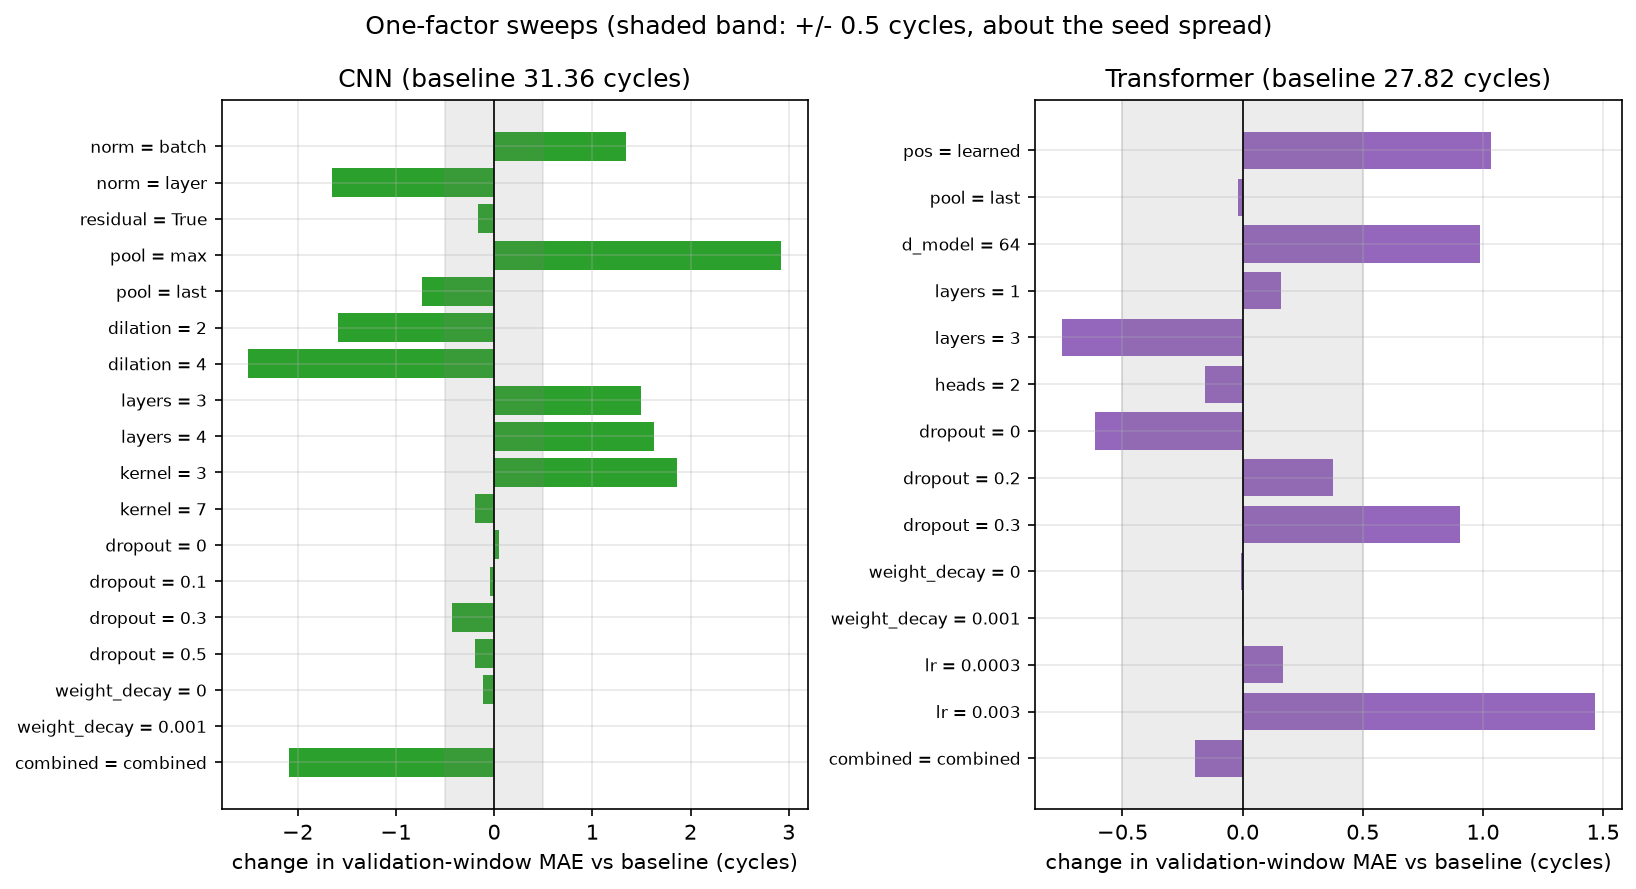 One-factor sweeps (shaded band: +/- 0.5 cycles, about the seed spread)
CNN (baseline 31.36 cycles)
norm = batch
norm = layer
residual = True
pool = max
pool = last
dilation = 2
dilation = 4
layers = 3
layers = 4
kernel = 3
kernel = 7
dropout = 0
dropout = 0.1
dropout = 0.3
dropout = 0.5
weight_decay = 0
weight_decay = 0.001
combined = combined
−2 −1 0 1 2 3
change in validation-window MAE vs baseline (cycles)
Transformer (baseline 27.82 cycles)
pos = learned
pool = last
d_model = 64
layers = 1
layers = 3
heads = 2
dropout = 0
dropout = 0.2
dropout = 0.3
weight_decay = 0
weight_decay = 0.001
lr = 0.0003
lr = 0.003
combined = combined
−0.5 0.0 0.5 1.0 1.5
change in validation-window MAE vs baseline (cycles)